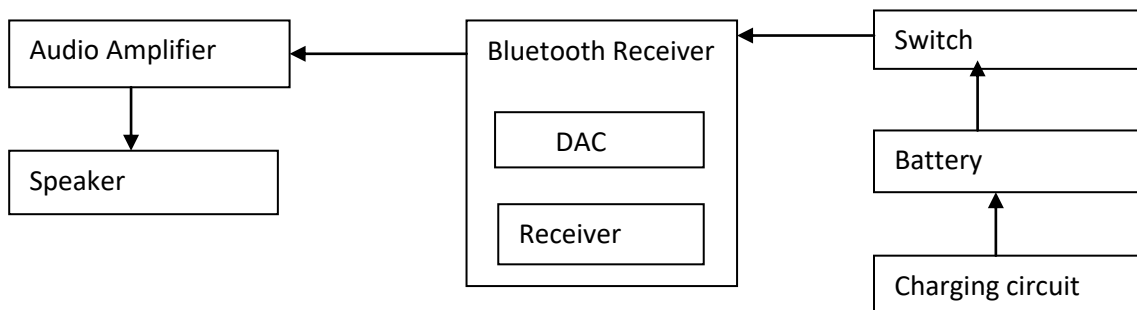 Audio Amplifier
Bluetooth Receiver
Switch
DAC
Battery
Speaker
Receiver
Charging circuit